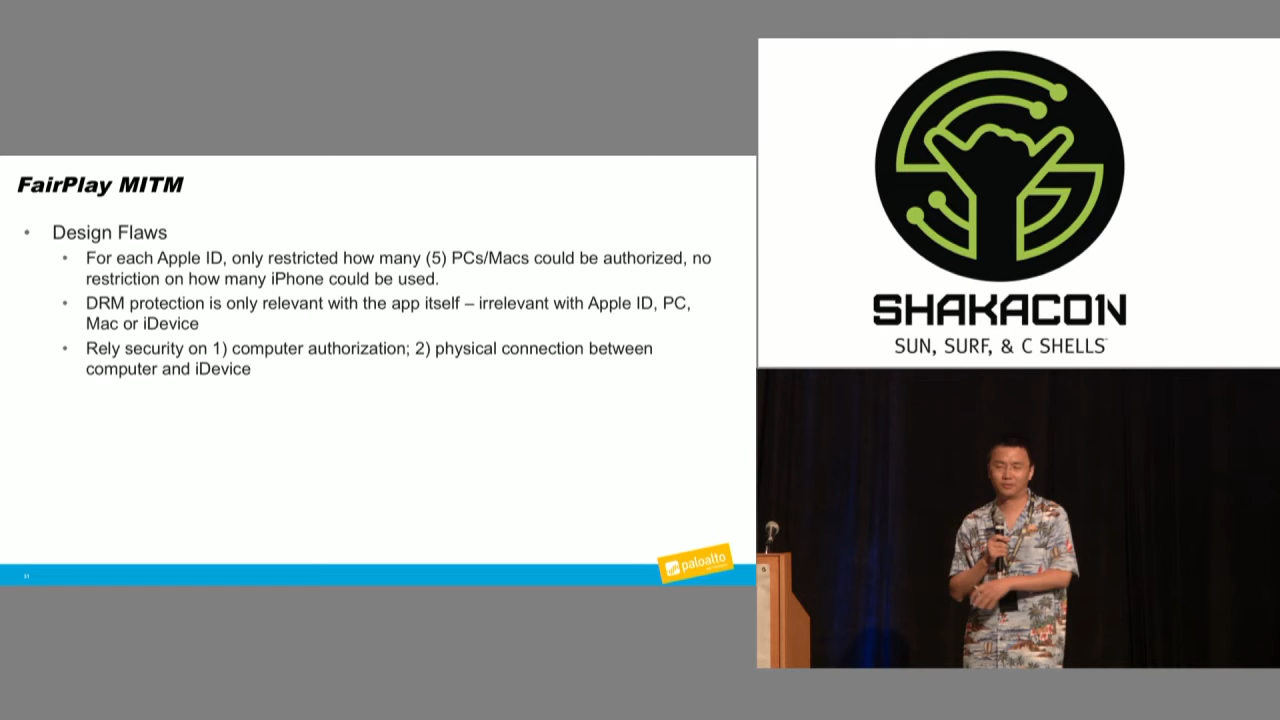 FairPlay MITM
• Design Flaws
• For each Apple ID, only restricted how many (5) PCs/Macs could be authorized, no
restriction on how many iPhone could be used.
• DRM protection is only relevant with the app itself – irrelevant with Apple ID, PC,
Mac or iDevice
• Rely security on 1) computer authorization; 2) physical connection between
computer and iDevice
31
paloalto
SHAKACO1N
SUN, SURF, & C SHELLS